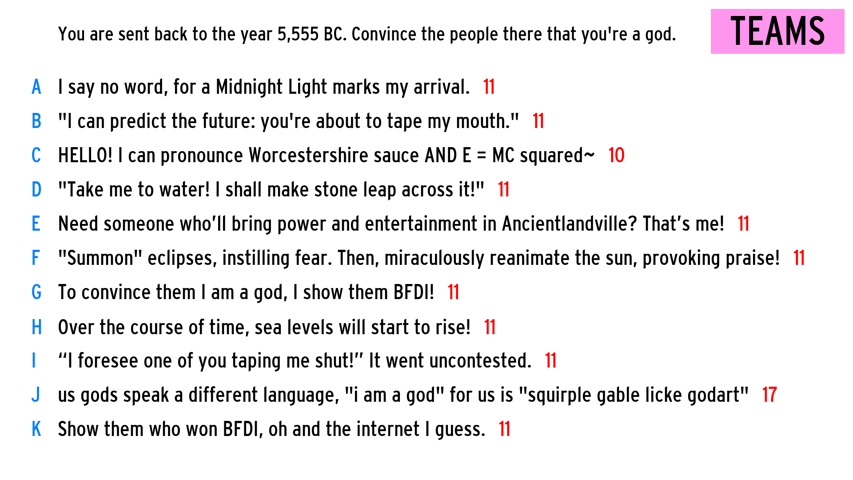 You are sent back to the year 5,555 BC. Convince the people there that you're a god.
TEAMS
A I say no word, for a Midnight Light marks my arrival. 11
B "I can predict the future: you're about to tape my mouth." 11
C HELLO! I can pronounce Worcestershire sauce AND E = MC squared~ 10
D "Take me to water! I shall make stone leap across it!" 11
E Need someone who’ll bring power and entertainment in Ancientlandville? That’s me! 11
F "Summon" eclipses, instilling fear. Then, miraculously reanimate the sun, provoking praise! 11
G To convince them I am a god, I show them BFDI! 11
H Over the course of time, sea levels will start to rise! 11
I “I foresee one of you taping me shut!” It went uncontested. 11
J us gods speak a different language, "i am a god" for us is "squirple gable licke godart" 17
K Show them who won BFDI, oh and the internet I guess. 11